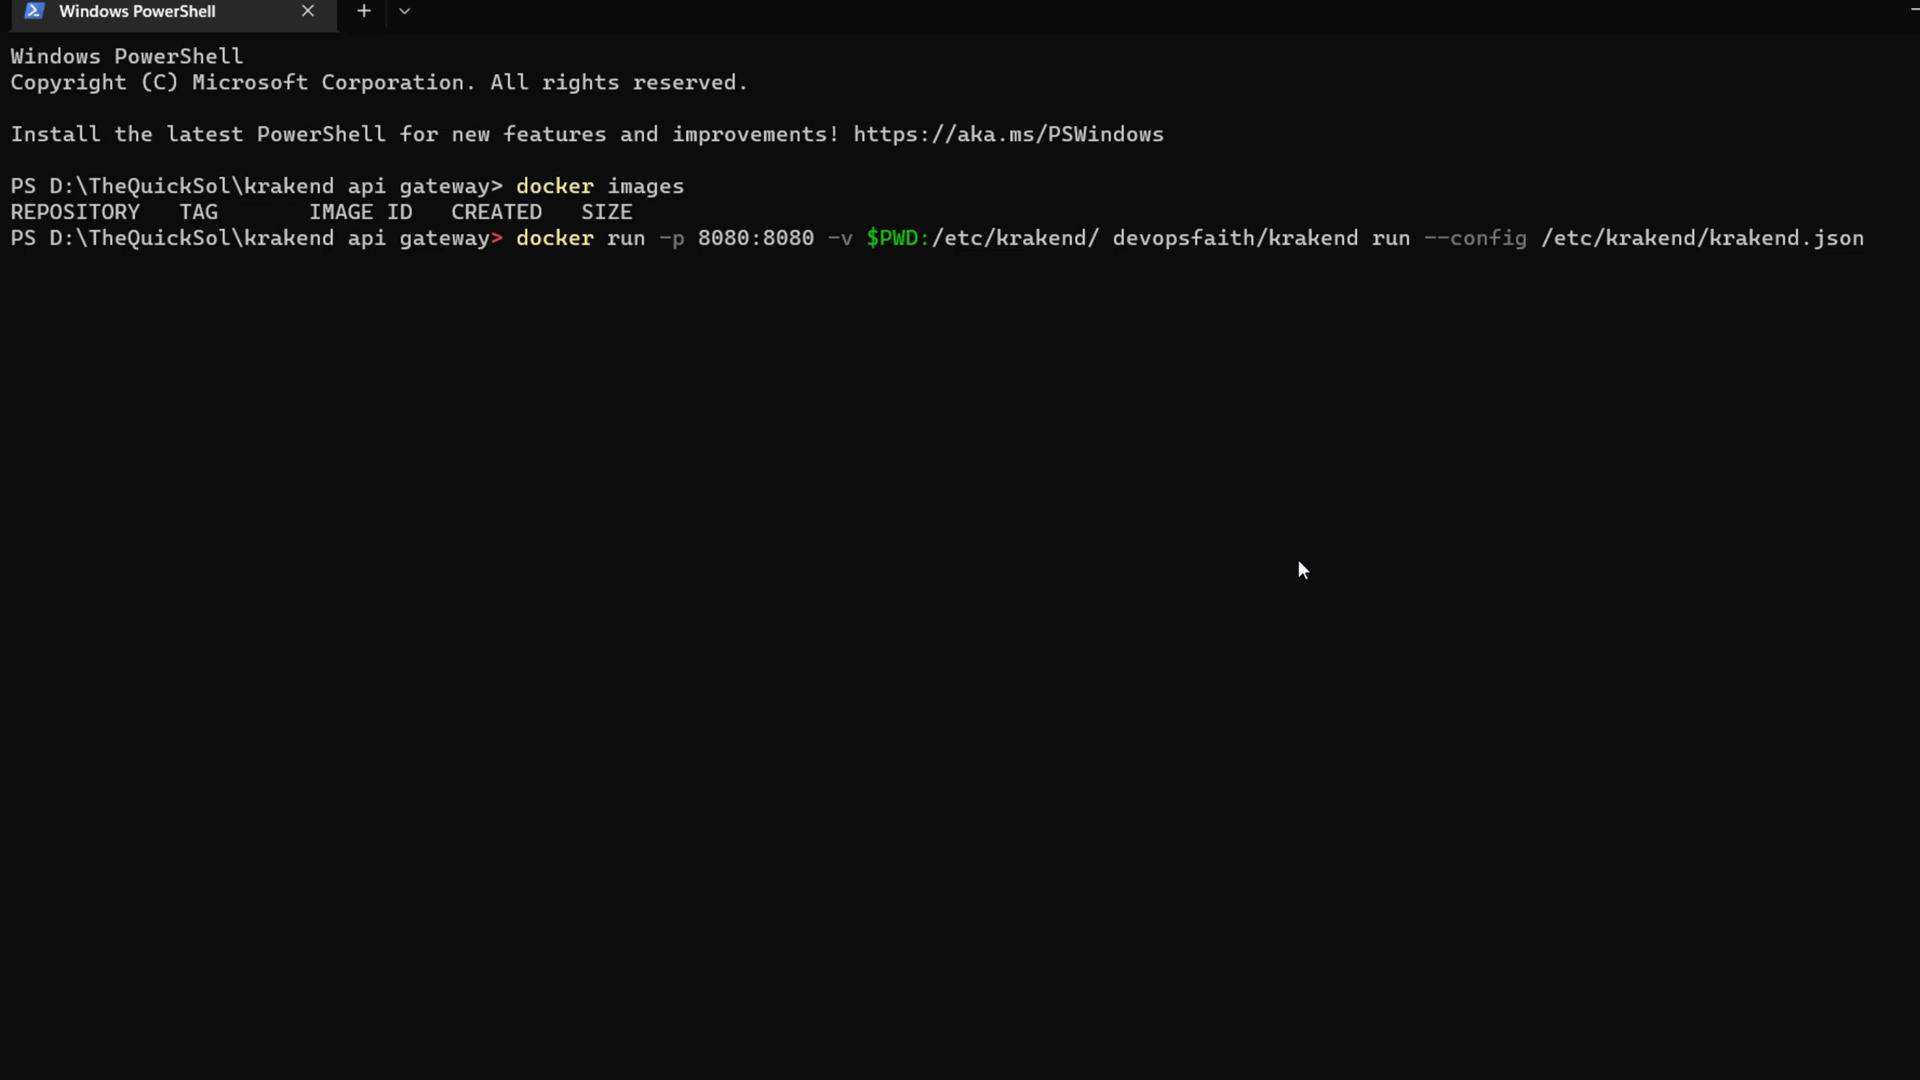 Windows PowerShell
Windows PowerShell
Copyright (C) Microsoft Corporation. All rights reserved.
Install the latest PowerShell for new features and improvements! https://aka.ms/PSWindows
PS D:\TheQuickSol\krakend api gateway> docker images
REPOSITORY   TAG       IMAGE ID   CREATED   SIZE
PS D:\TheQuickSol\krakend api gateway> docker run -p 8080:8080 -v $PWD:/etc/krakend/ devopsfaith/krakend run --config /etc/krakend/krakend.json